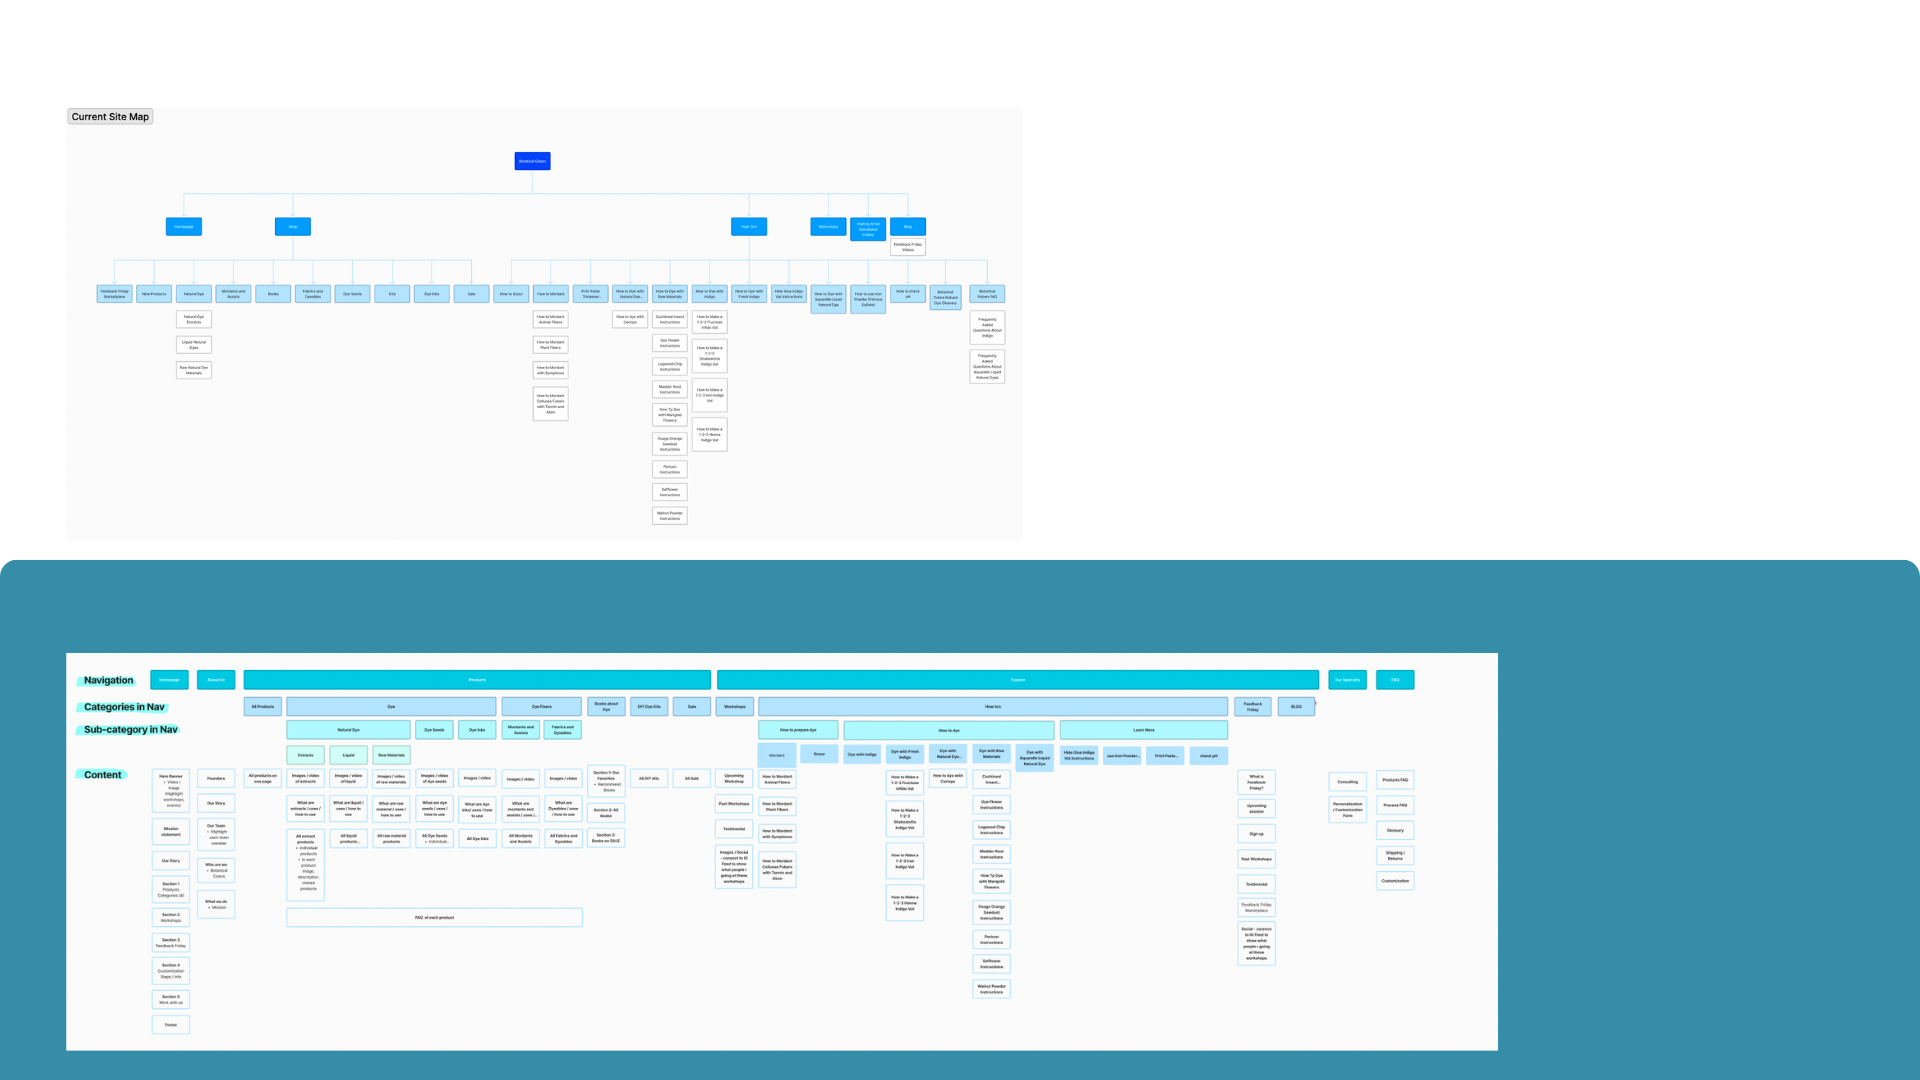 Current Site Map
Botanical Colors
Homepage
Shop
How To's
Workshops
Blog
Feedback Friday
Videos
Feedback Friday
Marketplace
New Products
Natural Dye
Mordants and
Assists
Books
Fabrics and
Dyeables
Dye Seeds
Kits
Dye Inks
Sale
How to Scour
How to Mordant
Print Paste
Thickener...
How to Dye with
Natural Dye...
How to Dye with
Raw Materials
How to Dye with
Indigo
How to Dye with
Fresh Indigo
Hide Glue Indigo
Vat Instructions
How to Dye with
Aquarelle Liquid
Natural Dye
How to use Iron
Powder (Ferrous
Sulfate)
How to check
pH
Botanical
Colors Natural
Dye Glossary
Botanical
Colors FAQ
Natural Dye
Extracts
Liquid Natural
Dyes
Raw Natural Dye
Materials
How to Mordant
Animal Fibers
How to Mordant
Plant Fibers
How to Mordant
with Symplocos
How to Mordant
Cellulose Fibers
with Tannin and
Alum
How to dye with
Coriops
Cochineal Insect
Instructions
Dye Flower
Instructions
Logwood Chip
Instructions
Madder Root
Instructions
How Tp Dye
with Marigold
Flowers
Osage Orange
Sawdust
Instructions
Persicon
Instructions
Safflower
Instructions
Walnut Powder
Instructions
How to Make a
1-2-3 Fructose
Indigo Vat
How to Make a
1-2-3
Indigo Vat
How to Make a
1-2-3 Iron Indigo
Vat
How to Make a
1-2-3 Henna
Indigo Vat
Frequently
Asked
Questions About
Indigo
Frequently
Asked
Questions About
Aquarelle Liquid
Natural Dyes
Navigation
Homepage
About Us
Products
Explore
Our Specialty
FAQ
Categories in Nav
All Products
Dye
Dye Fixers
Books about
Dye
DIY Dye Kits
Sale
Workshops
How to's
Feedback
Friday
BLOG
Sub-category in Nav
Natural Dye
Dye Seeds
Dye Inks
Mordants and
Assists
Fabrics and
Dyeables
How to prepare dye
How to dye
Learn More
Extracts
Liquid
Raw Materials
Mordant
Scour
Dye with Indigo
Dye with Fresh
Indigo
Dye with
Natural Dye...
Dye with Raw
Materials
Dye with
Aquarelle Liquid
Natural Dye
Hide Glue Indigo
Vat Instructions
use Iron Powder...
Print Paste...
check pH
Content
Hero Banner
+ Video /
image
(highlight
workshops,
events)
Mission
statement
Our Story
Section 1
Products
Categories (4)
Section 2
Workshops
Section 3
Feedback Friday
Section 4
Customization
Steps / Info
Section 5
Work with us
Footer
Founders
Our Story
Our Team
+ Highlight
each team
member
Who are we
+ Botanical
Colors
What we do
+ Mission
All products on
one page
Images / video
of extracts
What are
extracts / uses /
how to use
All extract
products
+ Individual
products
+ in each
product
image,
description,
related
products
Images / video
of liquid
What are liquid /
uses / how to
use
All liquid
products...
Images / video
of raw materials
What are raw
material / uses /
how to use
All raw material
products
Images / video
of dye seeds
What are dye
seeds / uses /
how to use
All Dye Seeds
+ Individual...
Images / video
What are dye
inks/ uses / how
to use
All Dye Inks
Images / video
What are
mordants and
assists / uses /...
All Mordants
and Assists
Images / video
What are
Dyeables / uses
/ how to use
All Fabrics and
Dyeables
FAQ of each product
Section 1: Our
Favorites
+ Recommend
Books
Section 2: All
books
Section 3:
Books on SALE
All DIY kits
All Sale
Upcoming
Workshop
Past Workshops
Testimonial
Images / Social
- connect to IG
Feed to show
what people r
going at these
workshops
How to Mordant
Animal Fibers
How to Mordant
Plant Fibers
How to Mordant
with Symplocos
How to Mordant
Cellulose Fibers
with Tannin and
Alum
How to Make a
1-2-3 Fructose
Indigo Vat
How to Make a
1-2-3
Indigo Vat
How to Make a
1-2-3 Iron
Indigo Vat
How to Make a
1-2-3 Henna
Indigo Vat
How to dye with
Coriops
Cochineal
Insect...
Dye Flower
Instructions
Logwood Chip
Instructions
Madder Root
Instructions
How Tp Dye
with Marigold
Flowers
Osage Orange
Sawdust
Instructions
Persicon
Instructions
Safflower
Instructions
Walnut Powder
Instructions
What is
Feedback
Friday?
Upcoming
session
Sign up
Past Workshops
Testimonial
Feedback Friday
Marketplace
Social - connect
to IG Feed to
show what
people r going
at these
workshops
Consulting
Personalization
/ Customization
Form
Products FAQ
Process FAQ
Glossary
Shipping /
Returns
Customization